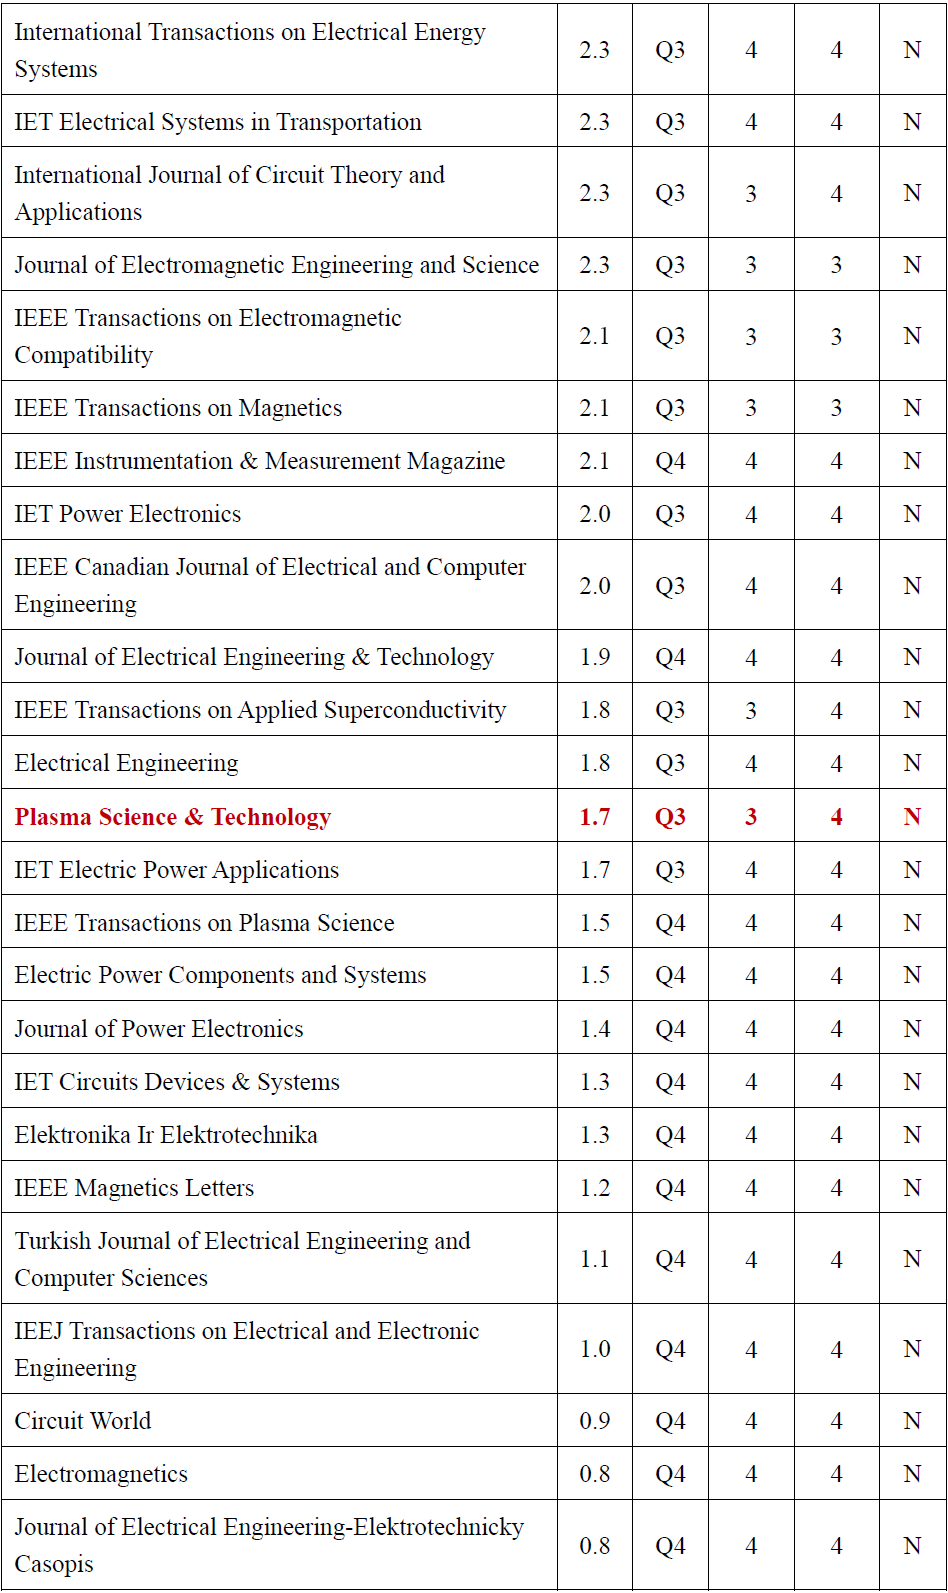 International Transactions on Electrical Energy
Systems 2.3 Q3 4 4 N
IET Electrical Systems in Transportation 2.3 Q3 4 4 N
International Journal of Circuit Theory and
Applications 2.3 Q3 3 4 N
Journal of Electromagnetic Engineering and Science 2.3 Q3 3 3 N
IEEE Transactions on Electromagnetic
Compatibility 2.1 Q3 3 3 N
IEEE Transactions on Magnetics 2.1 Q3 3 3 N
IEEE Instrumentation & Measurement Magazine 2.1 Q4 4 4 N
IET Power Electronics 2.0 Q3 4 4 N
IEEE Canadian Journal of Electrical and Computer
Engineering 2.0 Q3 4 4 N
Journal of Electrical Engineering & Technology 1.9 Q4 4 4 N
IEEE Transactions on Applied Superconductivity 1.8 Q3 3 4 N
Electrical Engineering 1.8 Q3 4 4 N
Plasma Science & Technology 1.7 Q3 3 4 N
IET Electric Power Applications 1.7 Q3 4 4 N
IEEE Transactions on Plasma Science 1.5 Q4 4 4 N
Electric Power Components and Systems 1.5 Q4 4 4 N
Journal of Power Electronics 1.4 Q4 4 4 N
IET Circuits Devices & Systems 1.3 Q4 4 4 N
Elektronika Ir Elektrotechnika 1.3 Q4 4 4 N
IEEE Magnetics Letters 1.2 Q4 4 4 N
Turkish Journal of Electrical Engineering and
Computer Sciences 1.1 Q4 4 4 N
IEEJ Transactions on Electrical and Electronic
Engineering 1.0 Q4 4 4 N
Circuit World 0.9 Q4 4 4 N
Electromagnetics 0.8 Q4 4 4 N
Journal of Electrical Engineering-Elektrotechnicky
Casopis 0.8 Q4 4 4 N